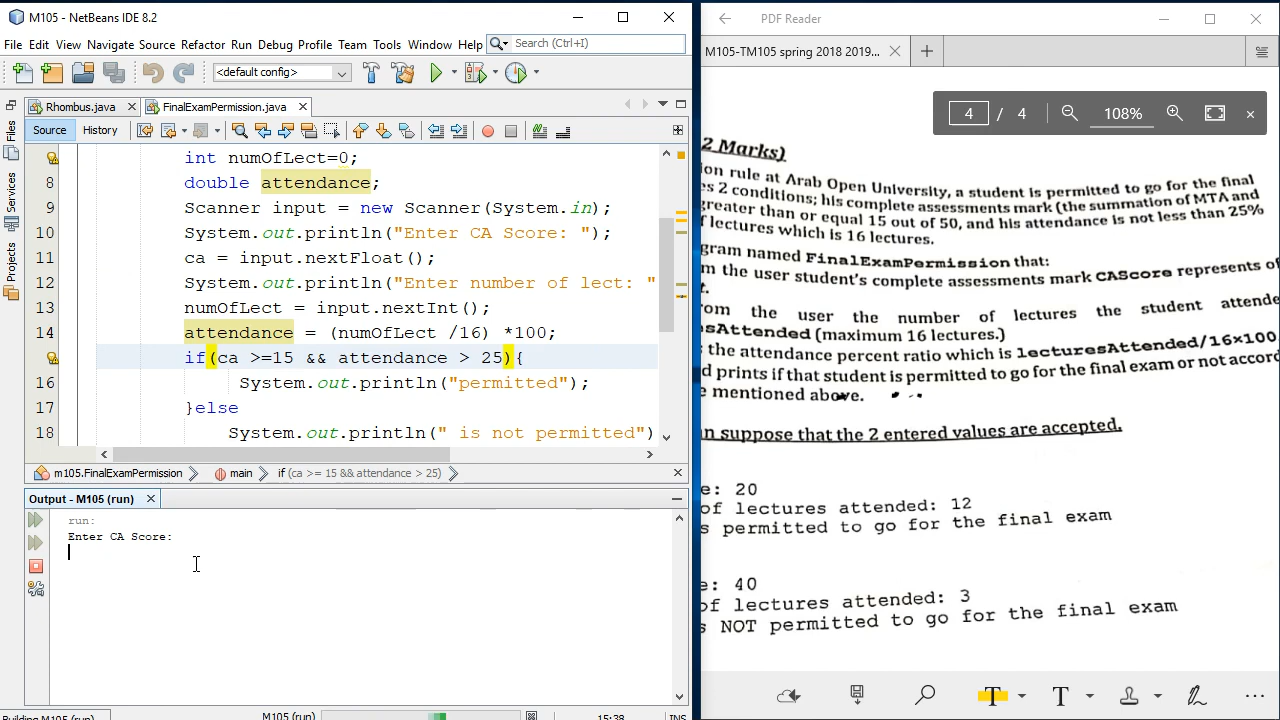 M105 - NetBeans IDE 8.2
File Edit View Navigate Source Refactor Run Debug Profile Team Tools Window Help
Search (Ctrl+I)
<default config>
Rhombus.java
FinalExamPermission.java
Source History
Files
Services
Projects
int numOfLect=0;
8 double attendance;
9 Scanner input = new Scanner(System.in);
10 System.out.println("Enter CA Score: ");
11 ca = input.nextFloat();
12 System.out.println("Enter number of lect: "
13 numOfLect = input.nextInt();
14 attendance = (numOfLect /16) *100;
if(ca >=15 && attendance > 25){
16 System.out.println("permitted");
17 }else
18 System.out.println(" is not permitted")
m105.FinalExamPermission main if (ca >= 15 && attendance > 25)
Output - M105 (run)
run:
Enter CA Score:
Building M105 (run)...
M105 (run)
15:38 INS
PDF Reader
M105-TM105 spring 2018 2019...
4 / 4 108%
2 Marks)
ion rule at Arab Open University, a student is permitted to go for the final
es 2 conditions; his complete assessments mark (the summation of MTA and
greater than or equal 15 out of 50, and his attendance is not less than 25%
f lectures which is 16 lectures.
gram named FinalExamPermission that:
m the user student's complete assessments mark CAScore represents of
t.
rom the user the number of lectures the student attende
esAttended (maximum 16 lectures.)
s the attendance percent ratio which is lecturesAttended/16×100
d prints if that student is permitted to go for the final exam or not accord
e mentioned above.
n suppose that the 2 entered values are accepted.
e: 20
of lectures attended: 12
s permitted to go for the final exam
e: 40
of lectures attended: 3
s NOT permitted to go for the final exam